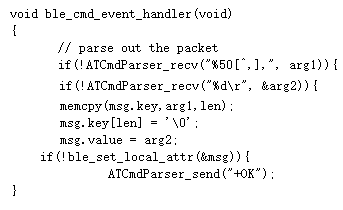 void ble_cmd_event_handler(void)
{
// parse out the packet
if(!ATCmdParser_recv("%50[^,],", arg1)){
if(!ATCmdParser_recv("%d\r", &arg2)){
memcpy(msg.key,arg1,len);
msg.key[len] = '\0';
msg.value = arg2;
if(!ble_set_local_attr(&msg)){
ATCmdParser_send("+OK");
}